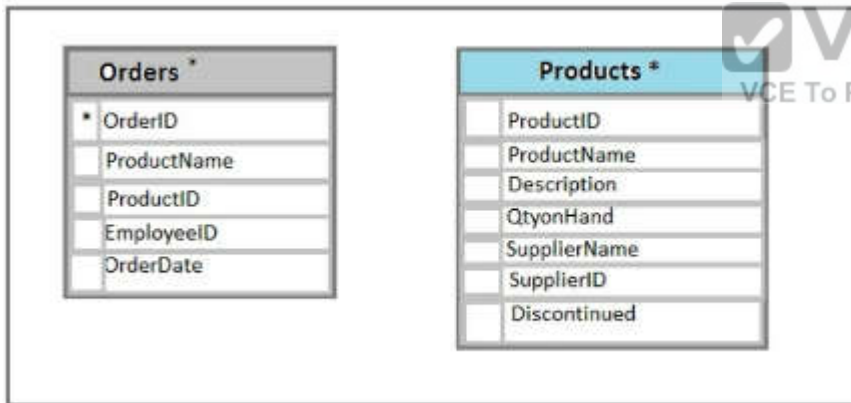 Orders *
* OrderID
ProductName
ProductID
EmployeeID
OrderDate
Products *
ProductID
ProductName
Description
QtyonHand
SupplierName
SupplierID
Discontinued
V
VCE To P